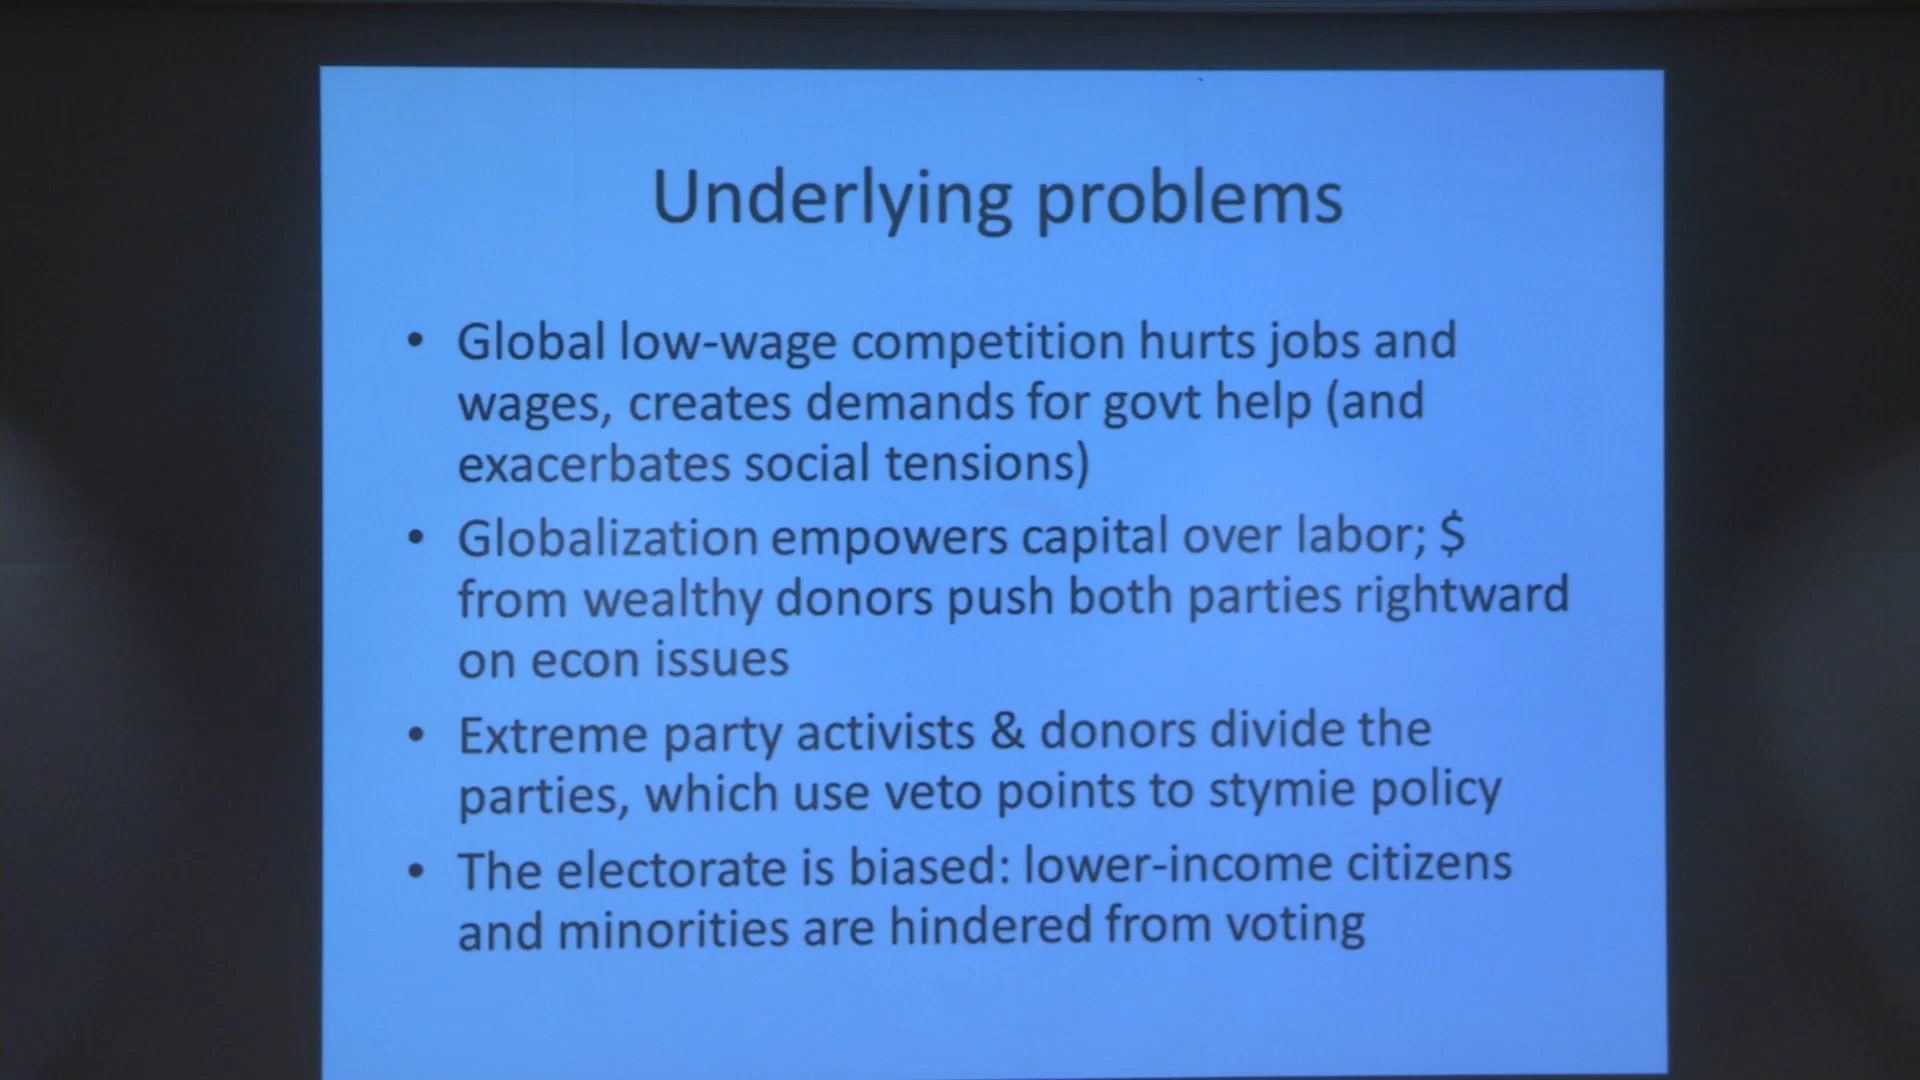 Underlying problems
• Global low-wage competition hurts jobs and
wages, creates demands for govt help (and
exacerbates social tensions)
• Globalization empowers capital over labor; $
from wealthy donors push both parties rightward
on econ issues
• Extreme party activists & donors divide the
parties, which use veto points to stymie policy
• The electorate is biased: lower-income citizens
and minorities are hindered from voting